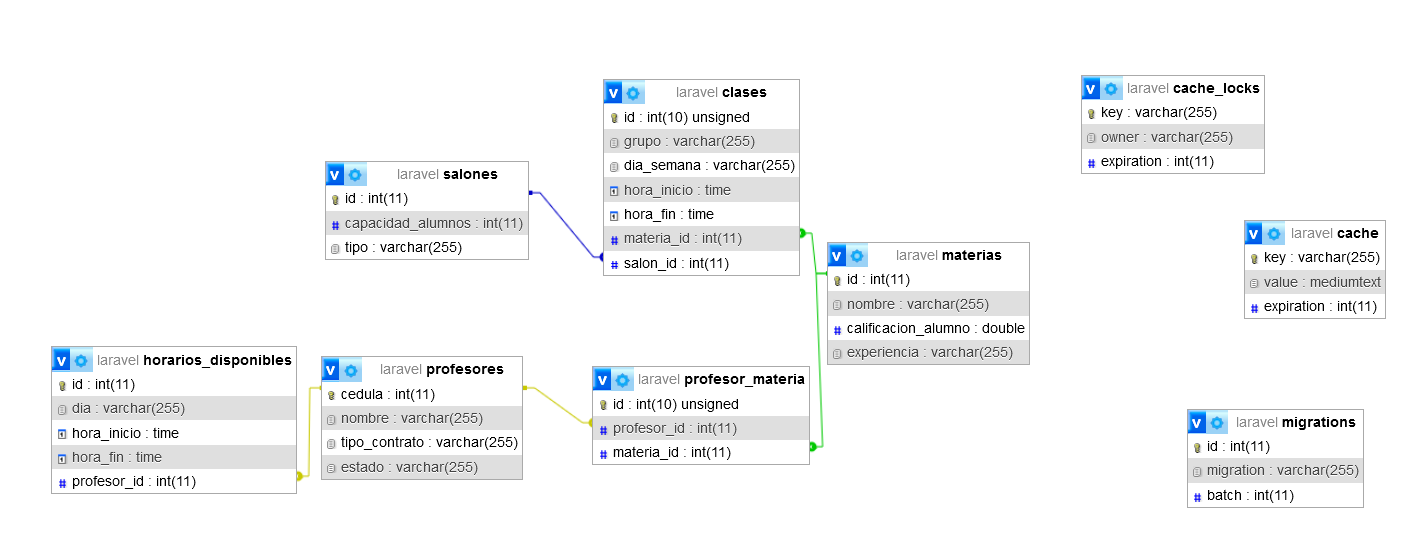 laravel clases
id : int(10) unsigned
grupo : varchar(255)
dia_semana : varchar(255)
hora_inicio : time
hora_fin : time
materia_id : int(11)
salon_id : int(11)
laravel cache_locks
key : varchar(255)
owner : varchar(255)
expiration : int(11)
laravel salones
id : int(11)
capacidad_alumnos : int(11)
tipo : varchar(255)
laravel materias
id : int(11)
nombre : varchar(255)
calificacion_alumno : double
experiencia : varchar(255)
laravel cache
key : varchar(255)
value : mediumtext
expiration : int(11)
laravel horarios_disponibles
id : int(11)
dia : varchar(255)
hora_inicio : time
hora_fin : time
profesor_id : int(11)
laravel profesores
cedula : int(11)
nombre : varchar(255)
tipo_contrato : varchar(255)
estado : varchar(255)
laravel profesor_materia
id : int(10) unsigned
profesor_id : int(11)
materia_id : int(11)
laravel migrations
id : int(11)
migration : varchar(255)
batch : int(11)